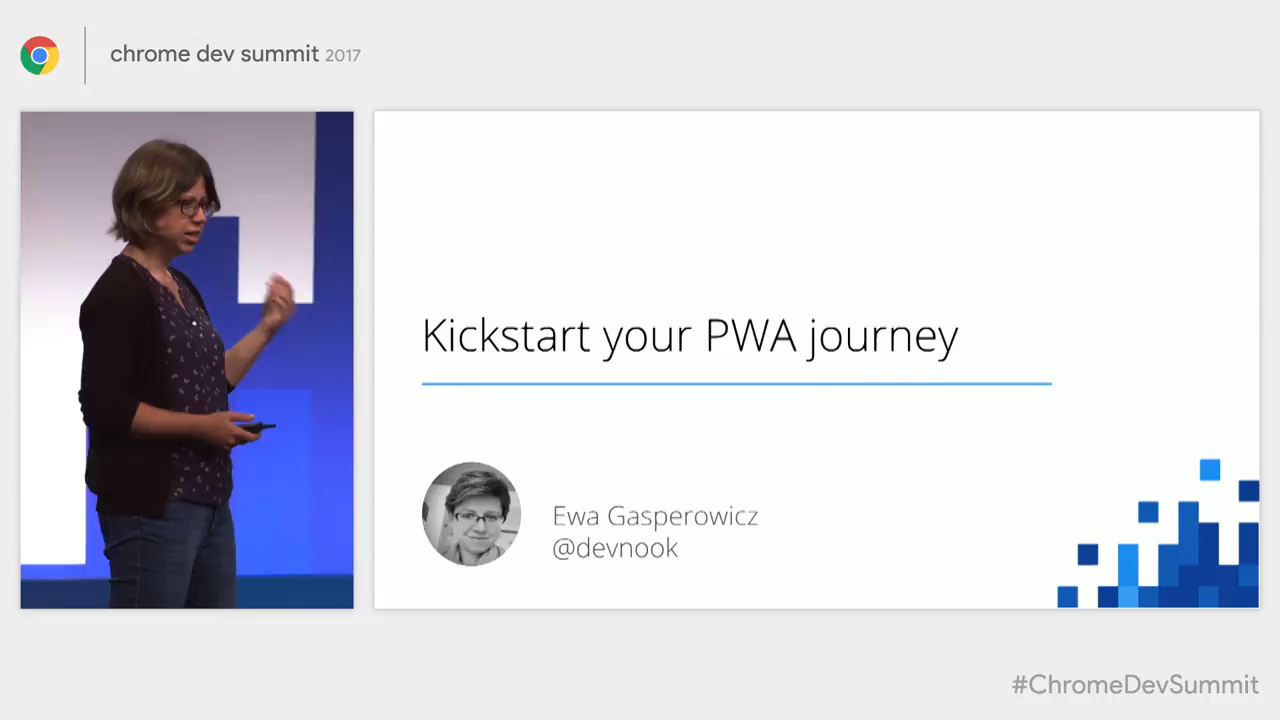 chrome dev summit 2017
Kickstart your PWA journey
Ewa Gasperowicz
@devnook
#ChromeDevSummit